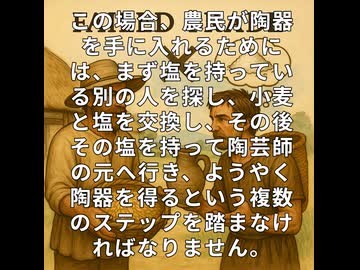 この場合、農民が陶器
を手に入れるために
は、まず塩を持ってい
る別の人を探し、小麦
と塩を交換し、その後
その塩を持って陶芸師
の元へ行き、ようやく
陶器を得るという複数
のステップを踏まなけ
ればなりません。